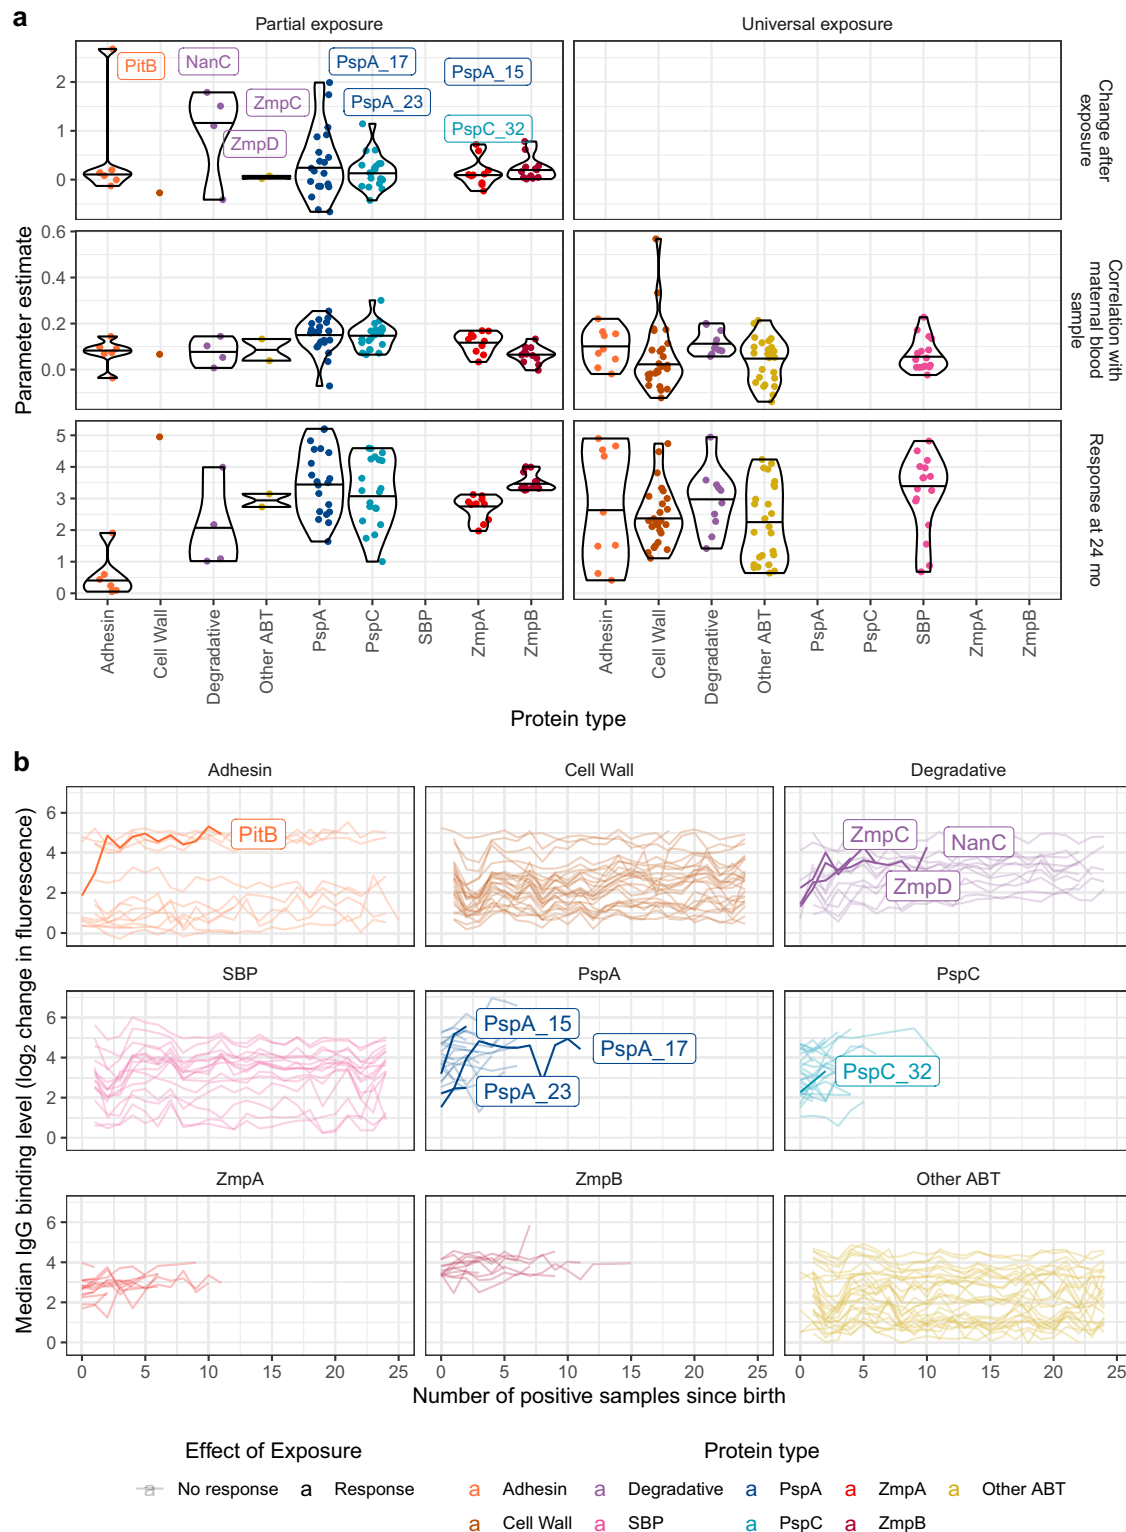 a
Partial exposure
Universal exposure
PitB
NanC
ZmpC
ZmpD
PspA_17
PspA_23
PspA_15
PspC_32
2
1
0
Change after
exposure
0.6
0.4
0.2
0.0
Correlation with
maternal blood
sample
5
4
3
2
1
0
Response at 24 mo
Parameter estimate
Adhesin
Cell Wall
Degradative
Other ABT
PspA
PspC
SBP
ZmpA
ZmpB
Adhesin
Cell Wall
Degradative
Other ABT
PspA
PspC
SBP
ZmpA
ZmpB
Protein type
b
Adhesin
Cell Wall
Degradative
6
4
2
0
PitB
ZmpC
NanC
ZmpD
SBP
PspA
PspC
6
4
2
0
PspA_15
PspA_17
PspA_23
PspC_32
ZmpA
ZmpB
Other ABT
6
4
2
0
0 5 10 15 20 25
0 5 10 15 20 25
0 5 10 15 20 25
Median IgG binding level (log2 change in fluorescence)
Number of positive samples since birth
Effect of Exposure
a No response a Response
Protein type
a Adhesin a Degradative a PspA a ZmpA a Other ABT
a Cell Wall a SBP a PspC a ZmpB